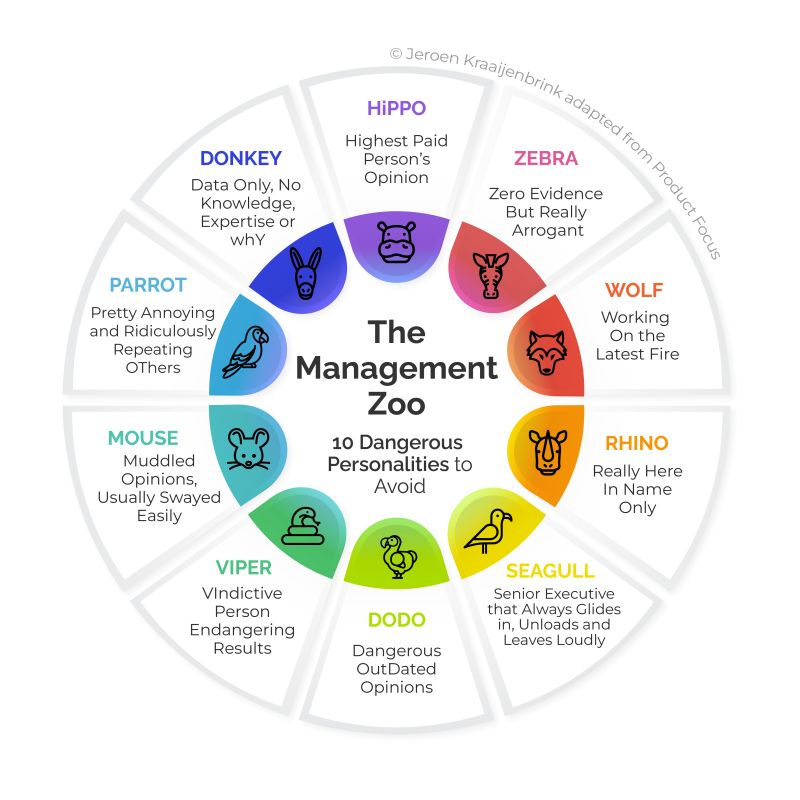 © Jeroen Kraaijenbrink adapted from Product Focus
The
Management
Zoo
10 Dangerous
Personalities to
Avoid
HiPPO
Highest Paid
Person's
Opinion
ZEBRA
Zero Evidence
But Really
Arrogant
WOLF
Working
On the
Latest Fire
RHINO
Really Here
In Name
Only
SEAGULL
Senior Executive
that Always Glides
in, Unloads and
Leaves Loudly
DODO
Dangerous
OutDated
Opinions
VIPER
VIndictive
Person
Endangering
Results
MOUSE
Muddled
Opinions,
Usually Swayed
Easily
PARROT
Pretty Annoying
and Ridiculously
Repeating
OThers
DONKEY
Data Only, No
Knowledge,
Expertise or
whY